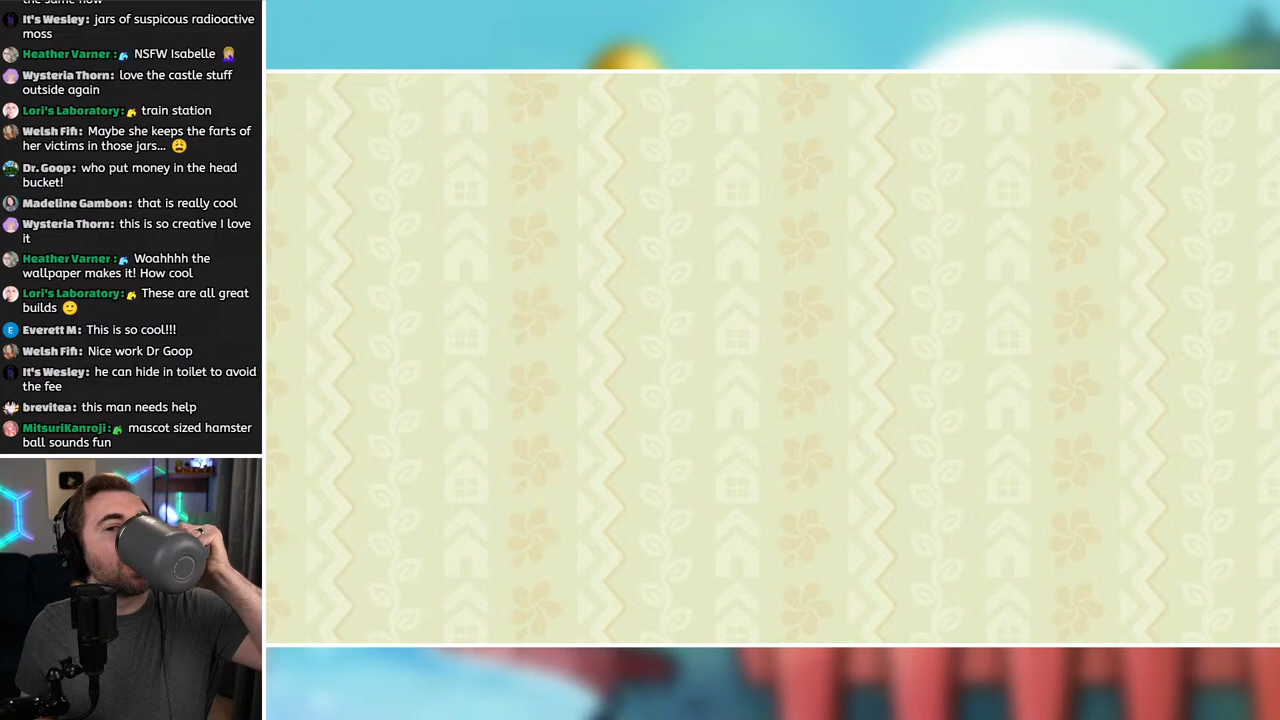 the same now
It's Wesley: jars of suspicous radioactive
moss
Heather Varner : NSFW Isabelle
Wysteria Thorn: love the castle stuff
outside again
Lori's Laboratory: train station
Welsh Fifi: Maybe she keeps the farts of
her victims in those jars...
Dr. Goop: who put money in the head
bucket!
Madeline Gambon: that is really cool
Wysteria Thorn: this is so creative I love
it
Heather Varner : Woahhhh the
wallpaper makes it! How cool
Lori's Laboratory: These are all great
builds
E Everett M: This is so cool!!!
Welsh Fifi: Nice work Dr Goop
It's Wesley: he can hide in toilet to avoid
the fee
brevitea: this man needs help
MitsuriKanroji: mascot sized hamster
ball sounds fun